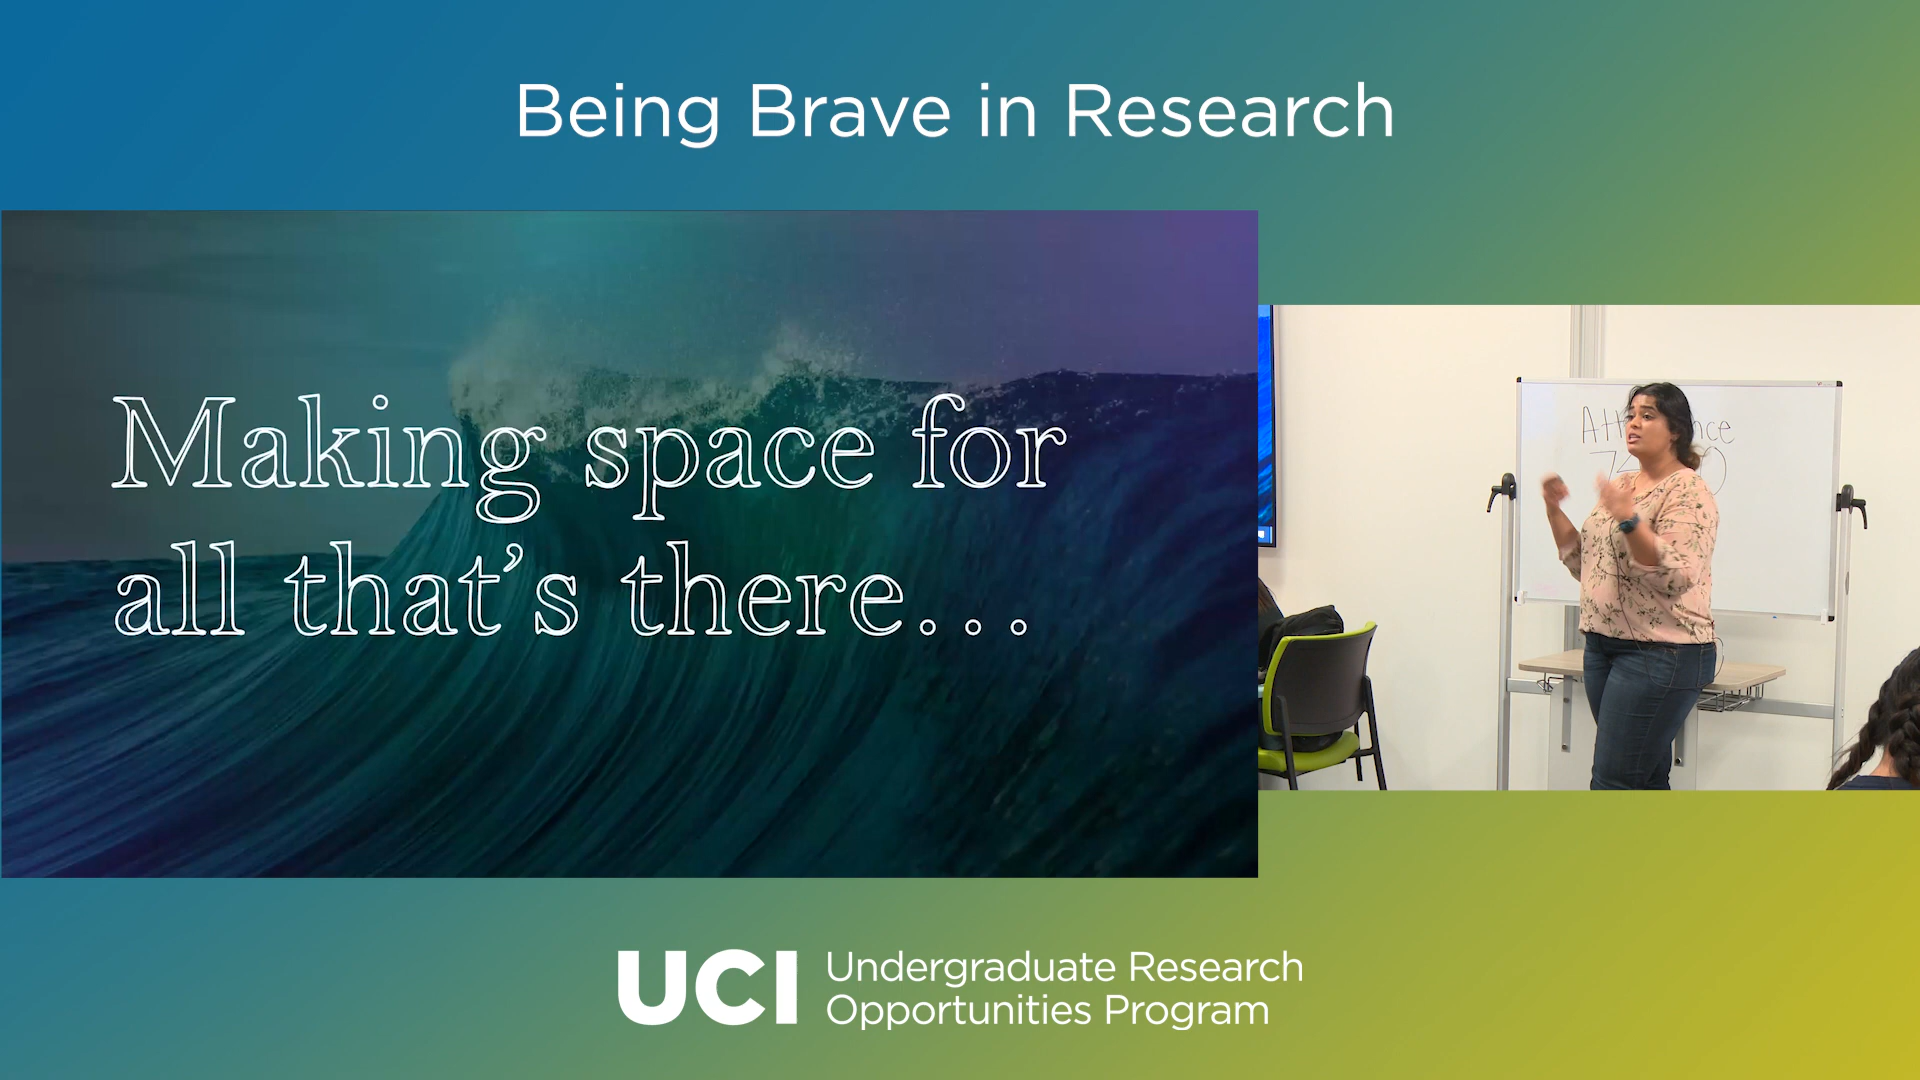 Being Brave in Research
Making space for
all that's there...
UCI Undergraduate Research
Opportunities Program